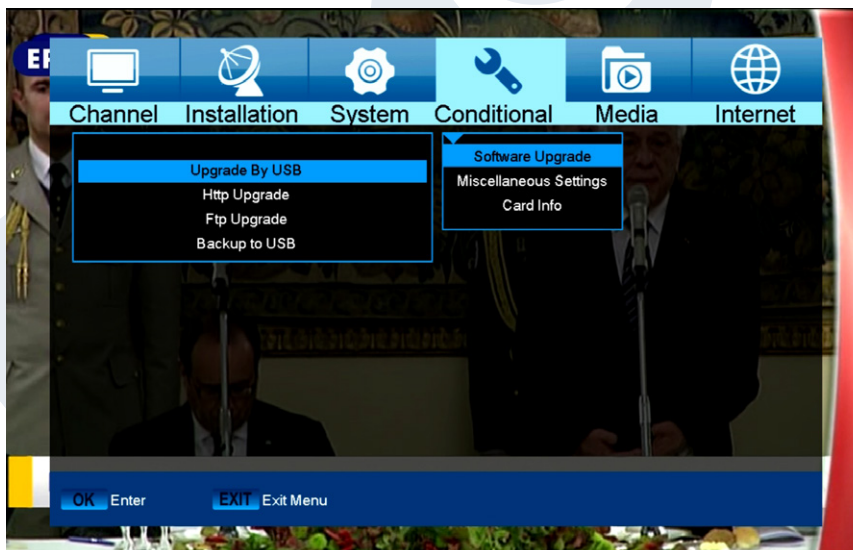 Channel Installation System Conditional Media Internet
Upgrade By USB
Http Upgrade
Ftp Upgrade
Backup to USB
Software Upgrade
Miscellaneous Settings
Card Info
OK Enter EXIT Exit Menu